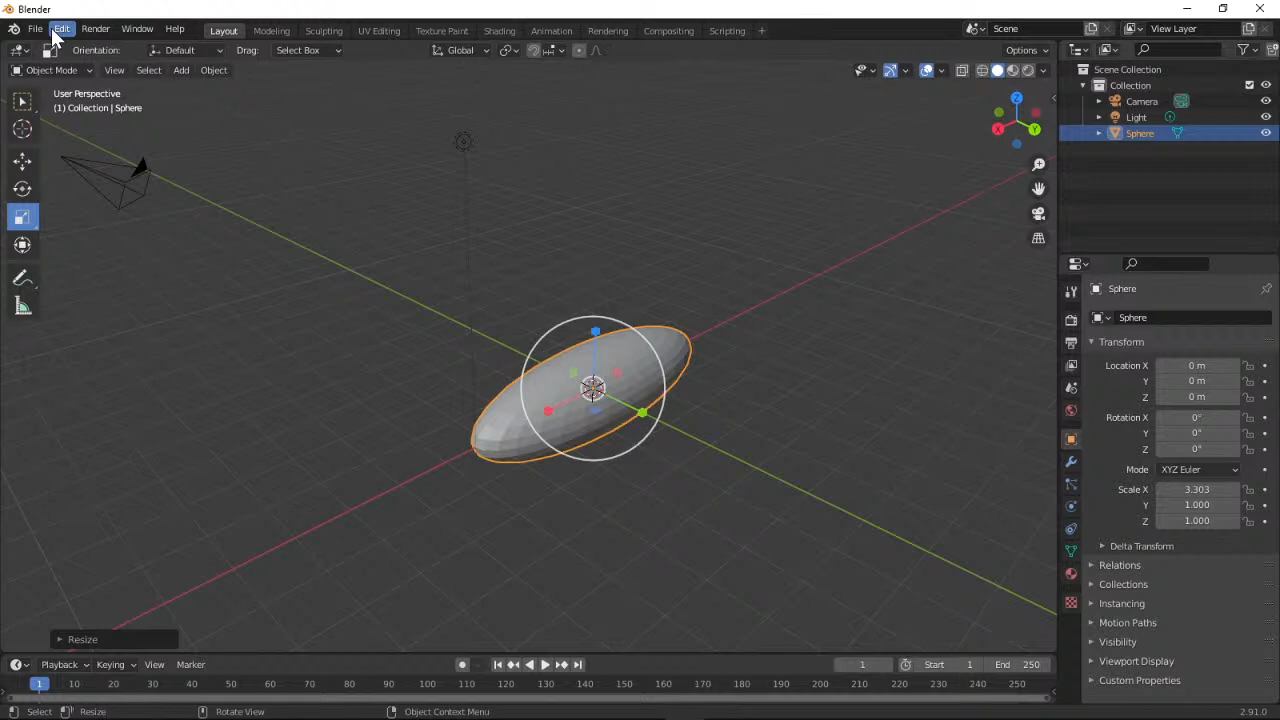 Blender
File Edit Render Window Help Layout Modeling Sculpting UV Editing Texture Paint Shading Animation Rendering Compositing Scripting + Scene View Layer
Orientation: Default Drag: Select Box Global Options
Object Mode View Select Add Object
User Perspective
(1) Collection | Sphere
Z
X Y
Resize
Scene Collection
Collection
Camera
Light
Sphere
Sphere
Sphere
Transform
Location X 0 m
Y 0 m
Z 0 m
Rotation X 0°
Y 0°
Z 0°
Mode XYZ Euler
Scale X 3.303
Y 1.000
Z 1.000
Delta Transform
Relations
Collections
Instancing
Motion Paths
Visibility
Viewport Display
Custom Properties
Playback Keying View Marker 1 Start 1 End 250
1 10 20 30 40 50 60 70 80 90 100 110 120 130 140 150 160 170 180 190 200 210 220 230 240 250
Select Resize Rotate View Object Context Menu 2.91.0